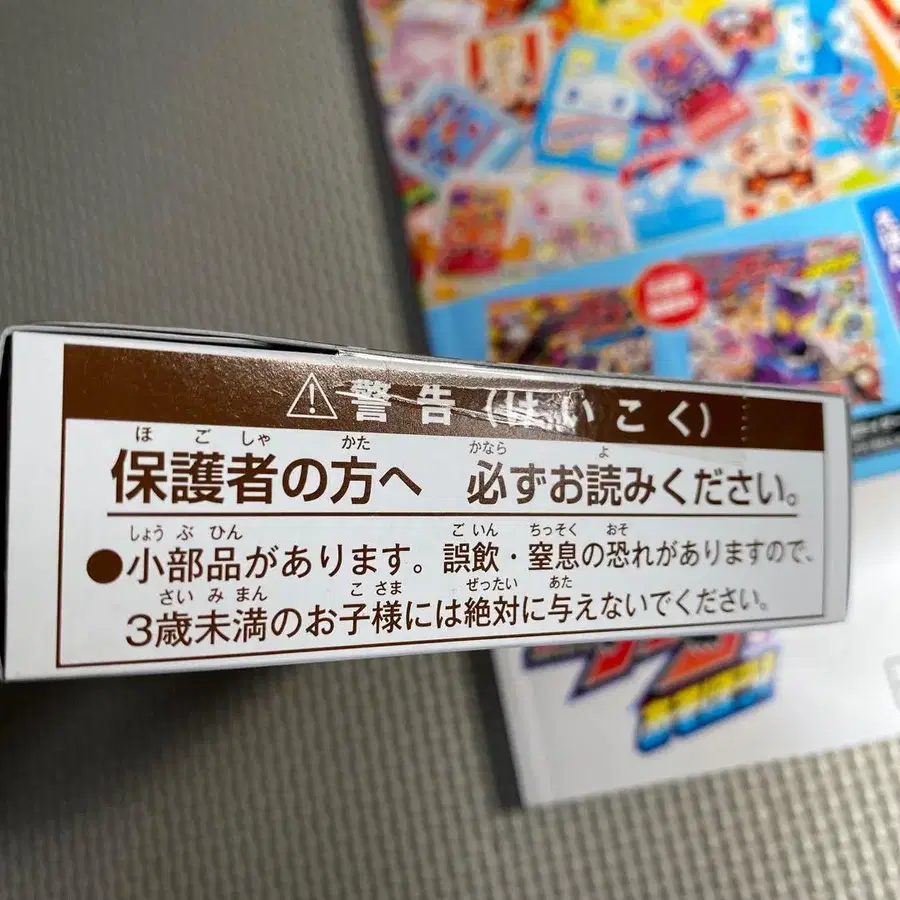 ⚠警告(けいこく)
ほごしゃ かた かなら よ
保護者の方へ 必ずお読みください。
しょう ぶ ひん ご いん ちっそく おそ
●小部品があります。誤飲・窒息の恐れがありますので、
さい み まん こ さま ぜったい あた
3歳未満のお子様には絶対に与えないでください。